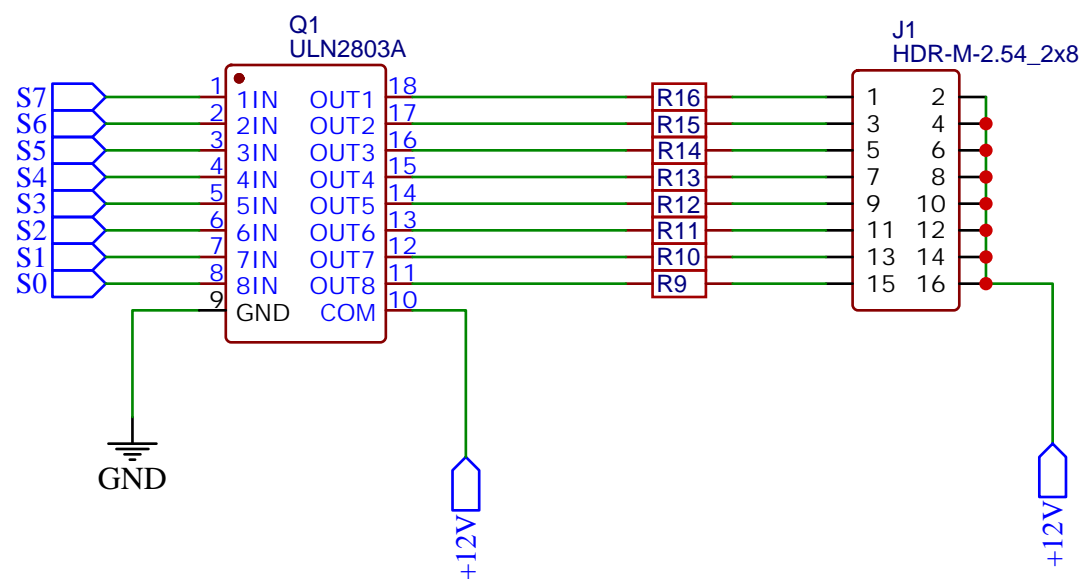 Q1
ULN2803A
J1
HDR-M-2.54_2x8
S7 1 1IN OUT1 18 R16 1 2
S6 2 2IN OUT2 17 R15 3 4
S5 3 3IN OUT3 16 R14 5 6
S4 4 4IN OUT4 15 R13 7 8
S3 5 5IN OUT5 14 R12 9 10
S2 6 6IN OUT6 13 R11 11 12
S1 7 7IN OUT7 12 R10 13 14
S0 8 8IN OUT8 11 R9 15 16
9 GND COM 10
GND
+12V
+12V